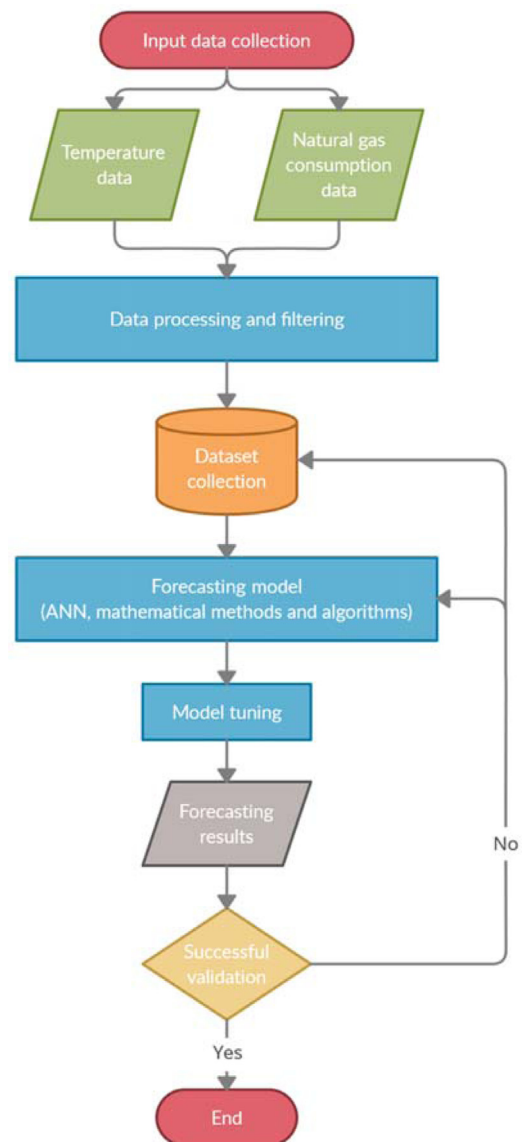 Input data collection
Temperature
data
Natural gas
consumption
data
Data processing and filtering
Dataset
collection
Forecasting model
(ANN, mathematical methods and algorithms)
Model tuning
Forecasting
results
No
Successful
validation
Yes
End